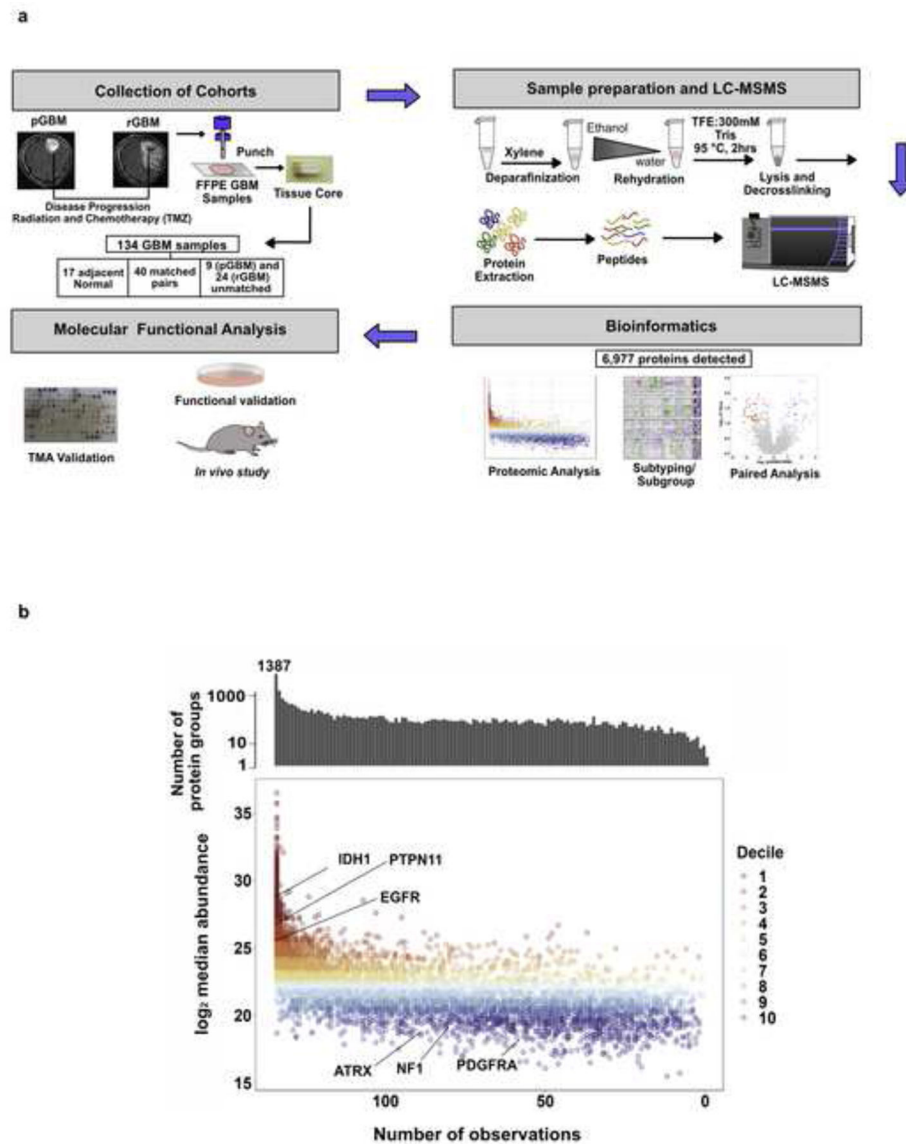 a
Collection of Cohorts
pGBM
rGBM
Punch
FFPE GBM
Samples
Tissue Core
Disease Progression
Radiation and Chemotherapy (TMZ)
134 GBM samples
17 adjacent
Normal
40 matched
pairs
9 (pGBM) and
24 (rGBM)
unmatched
Sample preparation and LC-MSMS
Xylene
Deparafinization
Ethanol
water
Rehydration
TFE:300mM
Tris
95 °C, 2hrs
Lysis and
Decrosslinking
Protein
Extraction
Peptides
LC-MSMS
Molecular Functional Analysis
TMA Validation
Functional validation
In vivo study
Bioinformatics
6,977 proteins detected
Proteomic Analysis
Subtyping/
Subgroup
Paired Analysis
b
1387
Number of
protein groups
1000
10
1
log₂ median abundance
35
30
25
20
15
IDH1
PTPN11
EGFR
ATRX
NF1
PDGFRA
100
50
0
Number of observations
Decile
1
2
3
4
5
6
7
8
9
10